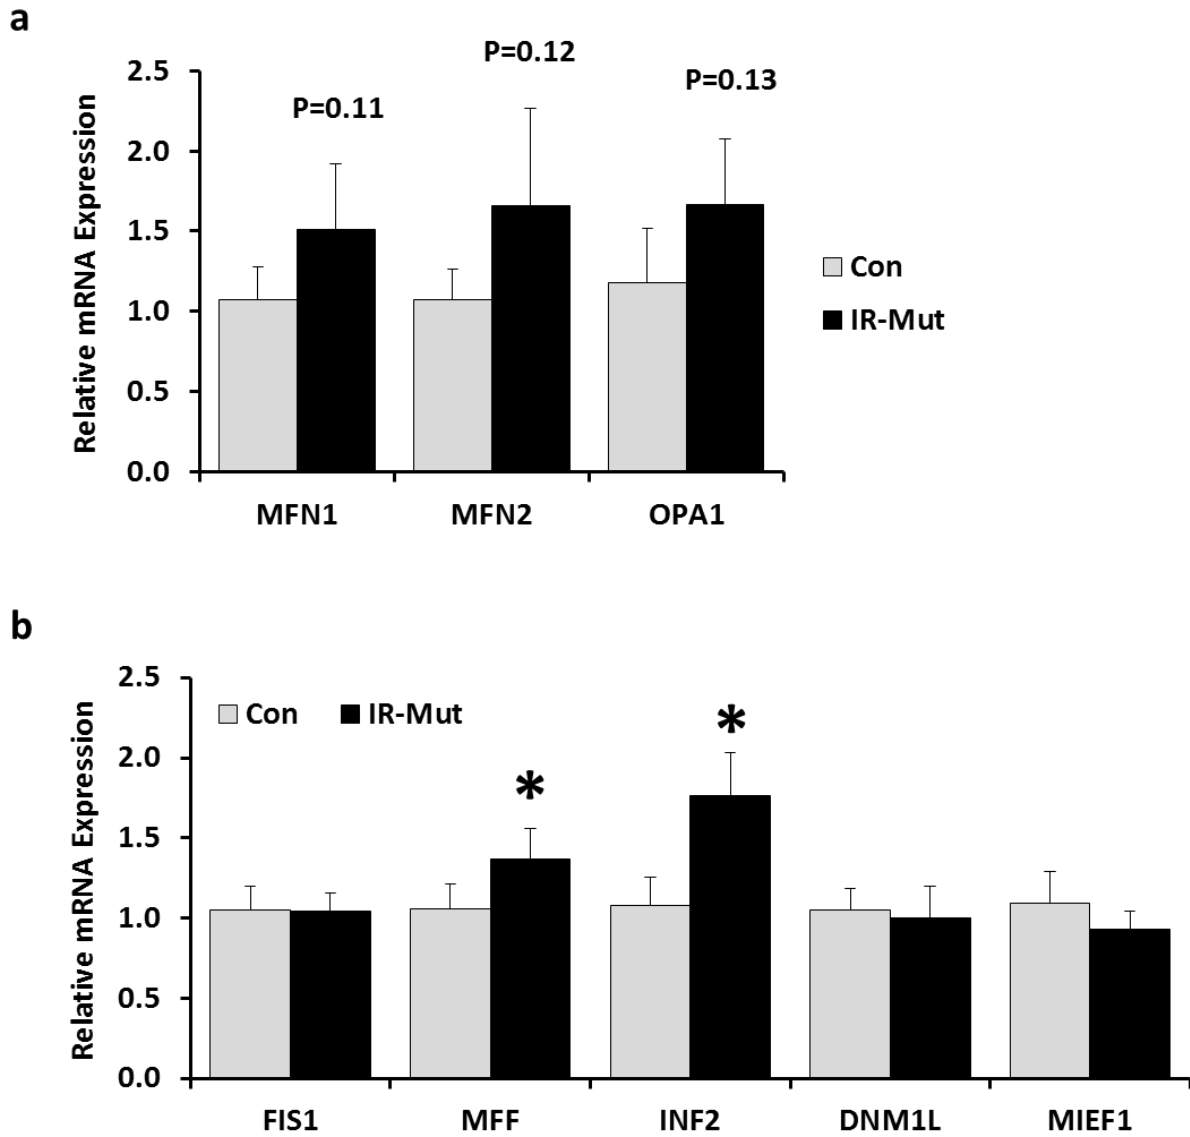 a
P=0.11
P=0.12
P=0.13
2.5
2.0
1.5
1.0
0.5
0.0
Relative mRNA Expression
MFN1
MFN2
OPA1
Con
IR-Mut
b
2.5
2.0
1.5
1.0
0.5
0.0
Relative mRNA Expression
Con
IR-Mut
*
*
FIS1
MFF
INF2
DNM1L
MIEF1